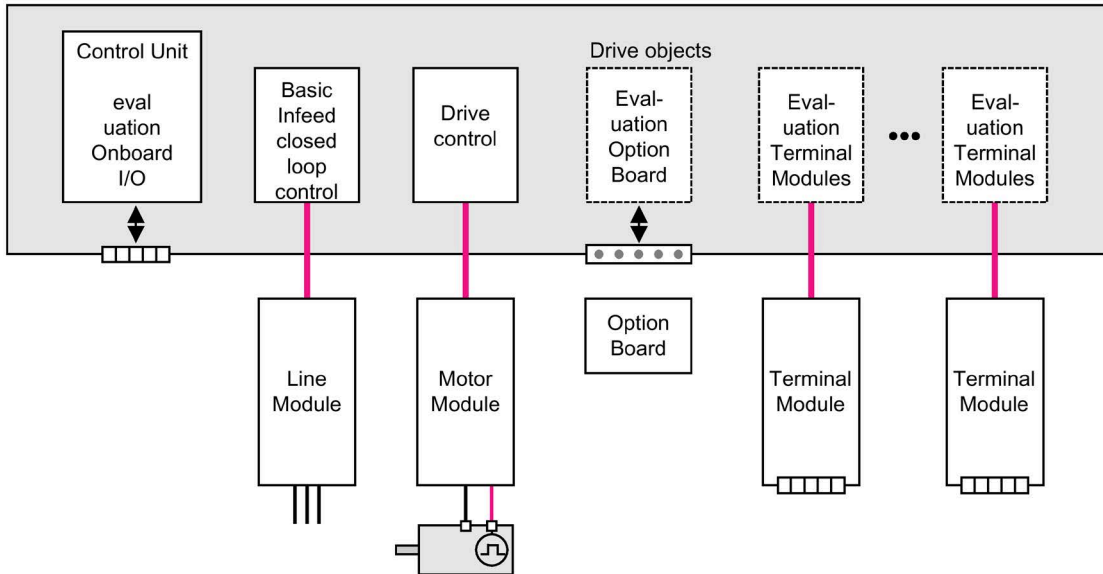 Control Unit
eval
uation
Onboard
I/O
Basic
Infeed
closed
loop
control
Drive
control
Drive objects
Eval-
uation
Option
Board
Eval-
uation
Terminal
Modules
Eval-
uation
Terminal
Modules
Line
Module
Motor
Module
Option
Board
Terminal
Module
Terminal
Module